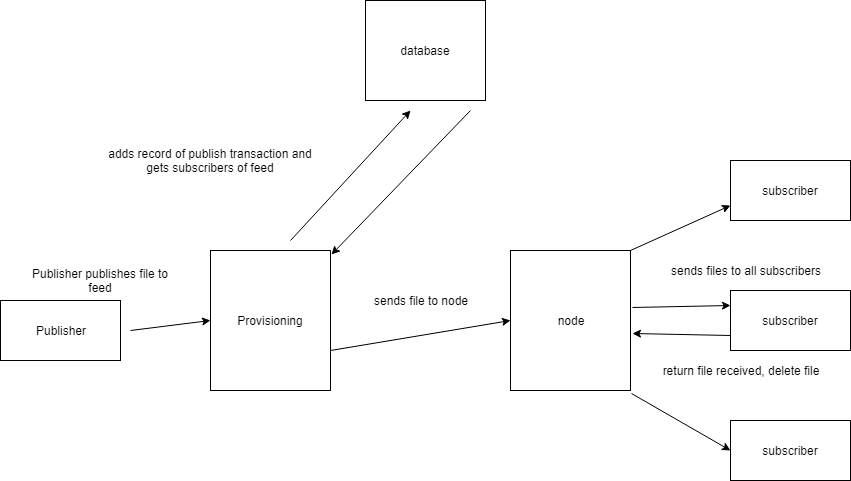 database
adds record of publish transaction and
gets subscribers of feed
subscriber
Publisher publishes file to
feed
sends files to all subscribers
sends file to node
Publisher
Provisioning
node
subscriber
return file received, delete file
subscriber